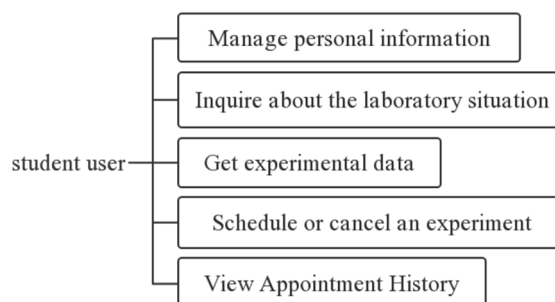 Manage personal information
Inquire about the laboratory situation
student user
Get experimental data
Schedule or cancel an experiment
View Appointment History